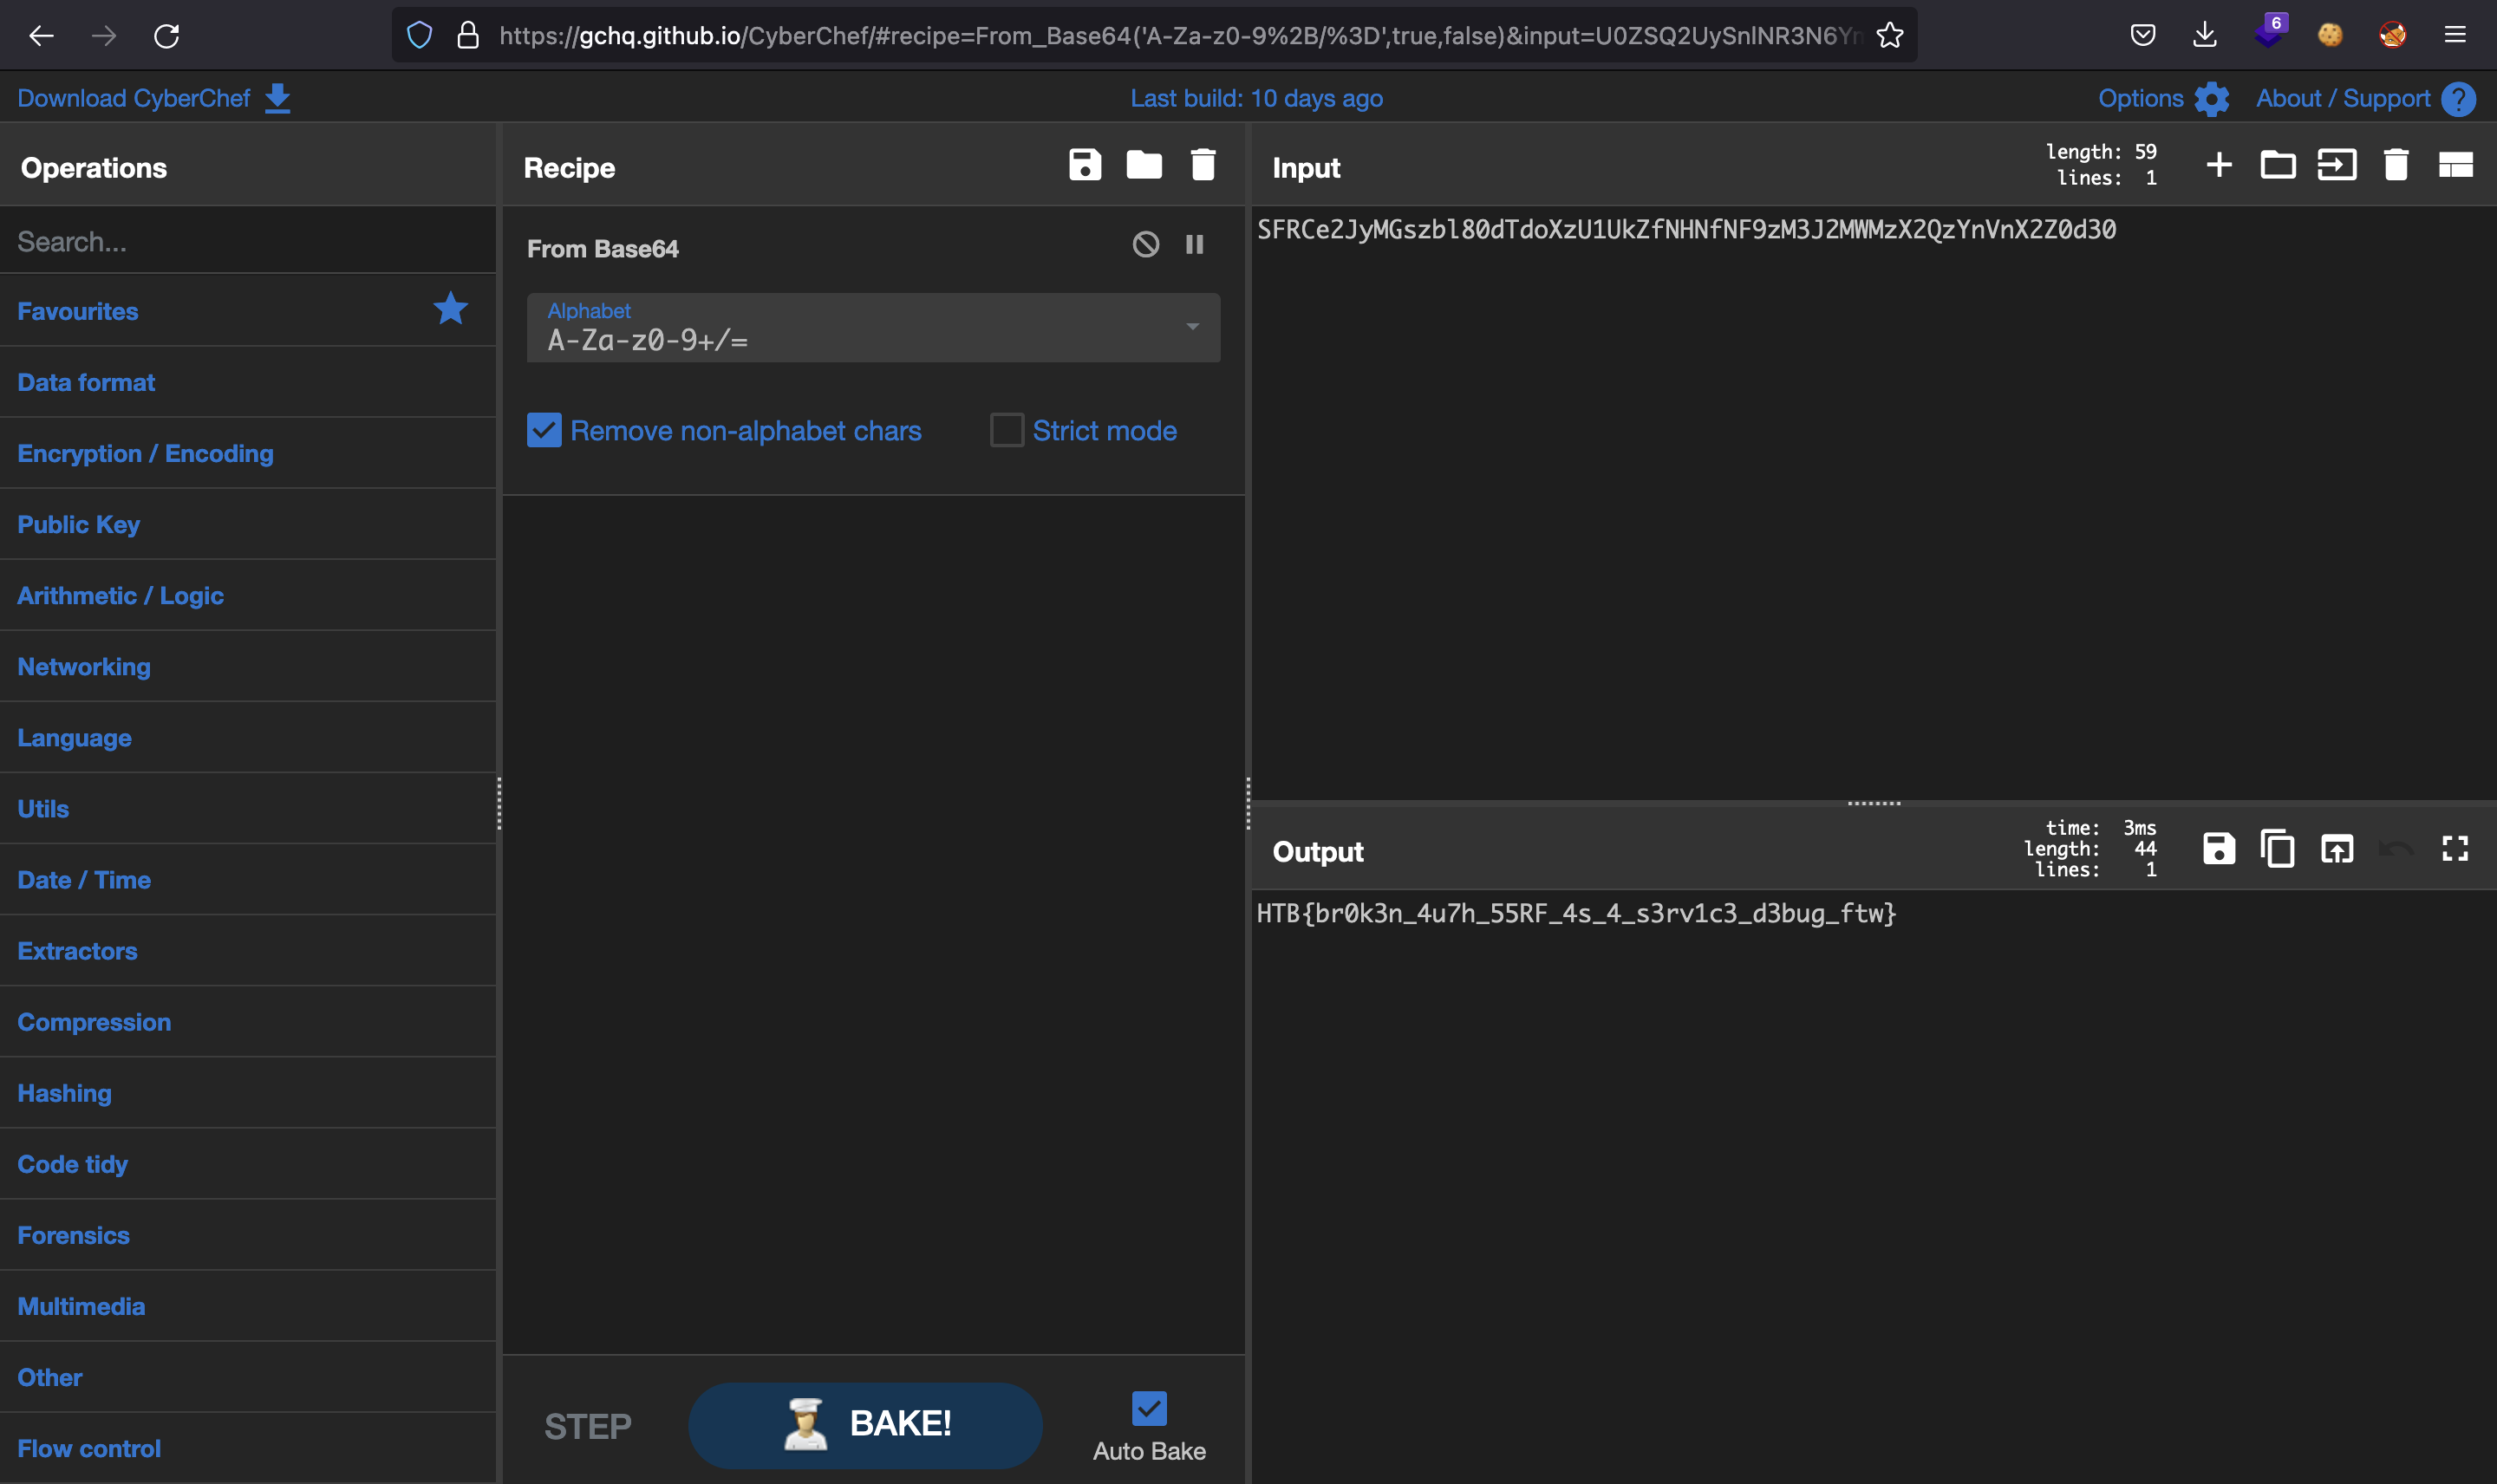 https://gchq.github.io/CyberChef/#recipe=From_Base64('A-Za-z0-9%2B/%3D',true,false)&input=U0ZSQ2UySnlNR3N6Yn
6
Download CyberChef
Last build: 10 days ago
Options
About / Support
Operations
Search...
Favourites
Data format
Encryption / Encoding
Public Key
Arithmetic / Logic
Networking
Language
Utils
Date / Time
Extractors
Compression
Hashing
Code tidy
Forensics
Multimedia
Other
Flow control
Recipe
From Base64
Alphabet
A-Za-z0-9+/=
Remove non-alphabet chars
Strict mode
STEP
BAKE!
Auto Bake
Input
length: 59
lines: 1
SFRCe2JyMGszbl80dTdoXzU1UkZfNHNfNF9zM3J2MWMzX2QzYnVnX2Z0d30
Output
time: 3ms
length: 44
lines: 1
HTB{br0k3n_4u7h_55RF_4s_4_s3rv1c3_d3bug_ftw}